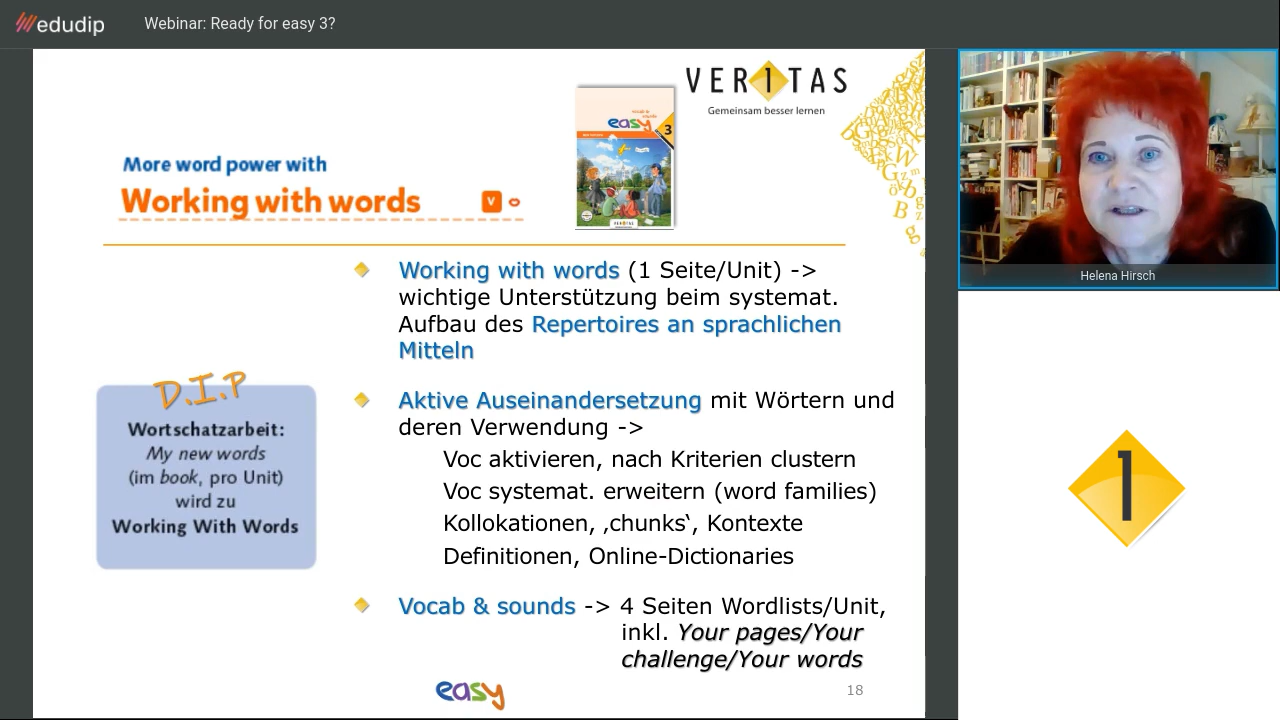 edudip
Webinar: Ready for easy 3?
VER1TAS
Gemeinsam besser lernen
easy
3
VERITAS
More word power with
Working with words
V
Working with words (1 Seite/Unit) ->
wichtige Unterstützung beim systemat.
Aufbau des Repertoires an sprachlichen
Mitteln
D.I.P
Wortschatzarbeit:
My new words
(im book, pro Unit)
wird zu
Working With Words
Aktive Auseinandersetzung mit Wörtern und
deren Verwendung ->
Voc aktivieren, nach Kriterien clustern
Voc systemat. erweitern (word families)
Kollokationen, ‚chunks‘, Kontexte
Definitionen, Online-Dictionaries
Vocab & sounds -> 4 Seiten Wordlists/Unit,
inkl. Your pages/Your
challenge/Your words
easy
18
Helena Hirsch
1